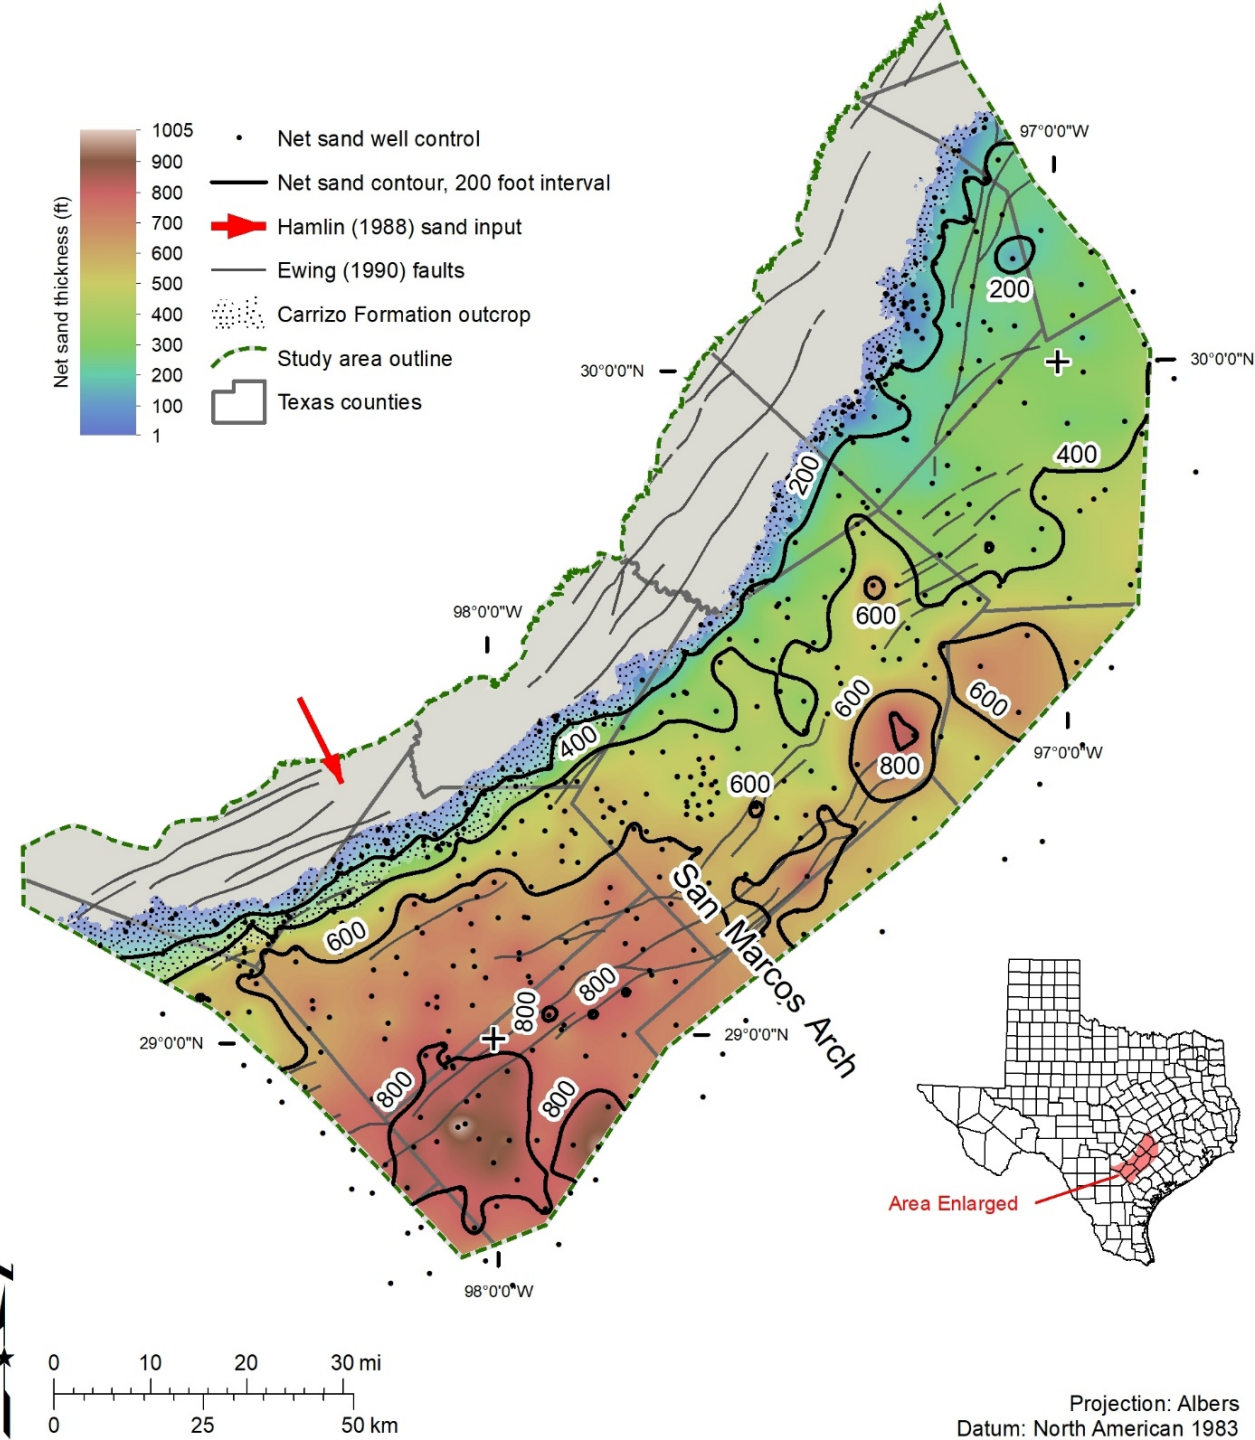 97°0'0"W
1005
900
800
700
600
500
400
300
200
100
1
Net sand thickness (ft)
Net sand well control
Net sand contour, 200 foot interval
Hamlin (1988) sand input
Ewing (1990) faults
Carrizo Formation outcrop
Study area outline
Texas counties
200
30°0'0"N
30°0'0"N
400
200
98°0'0"W
600
600
600
400
97°0'0"W
800
600
San Marcos Arch
600
800
800
29°0'0"N
29°0'0"N
800
800
Area Enlarged
98°0'0"W
0 10 20 30 mi
0 25 50 km
Projection: Albers
Datum: North American 1983